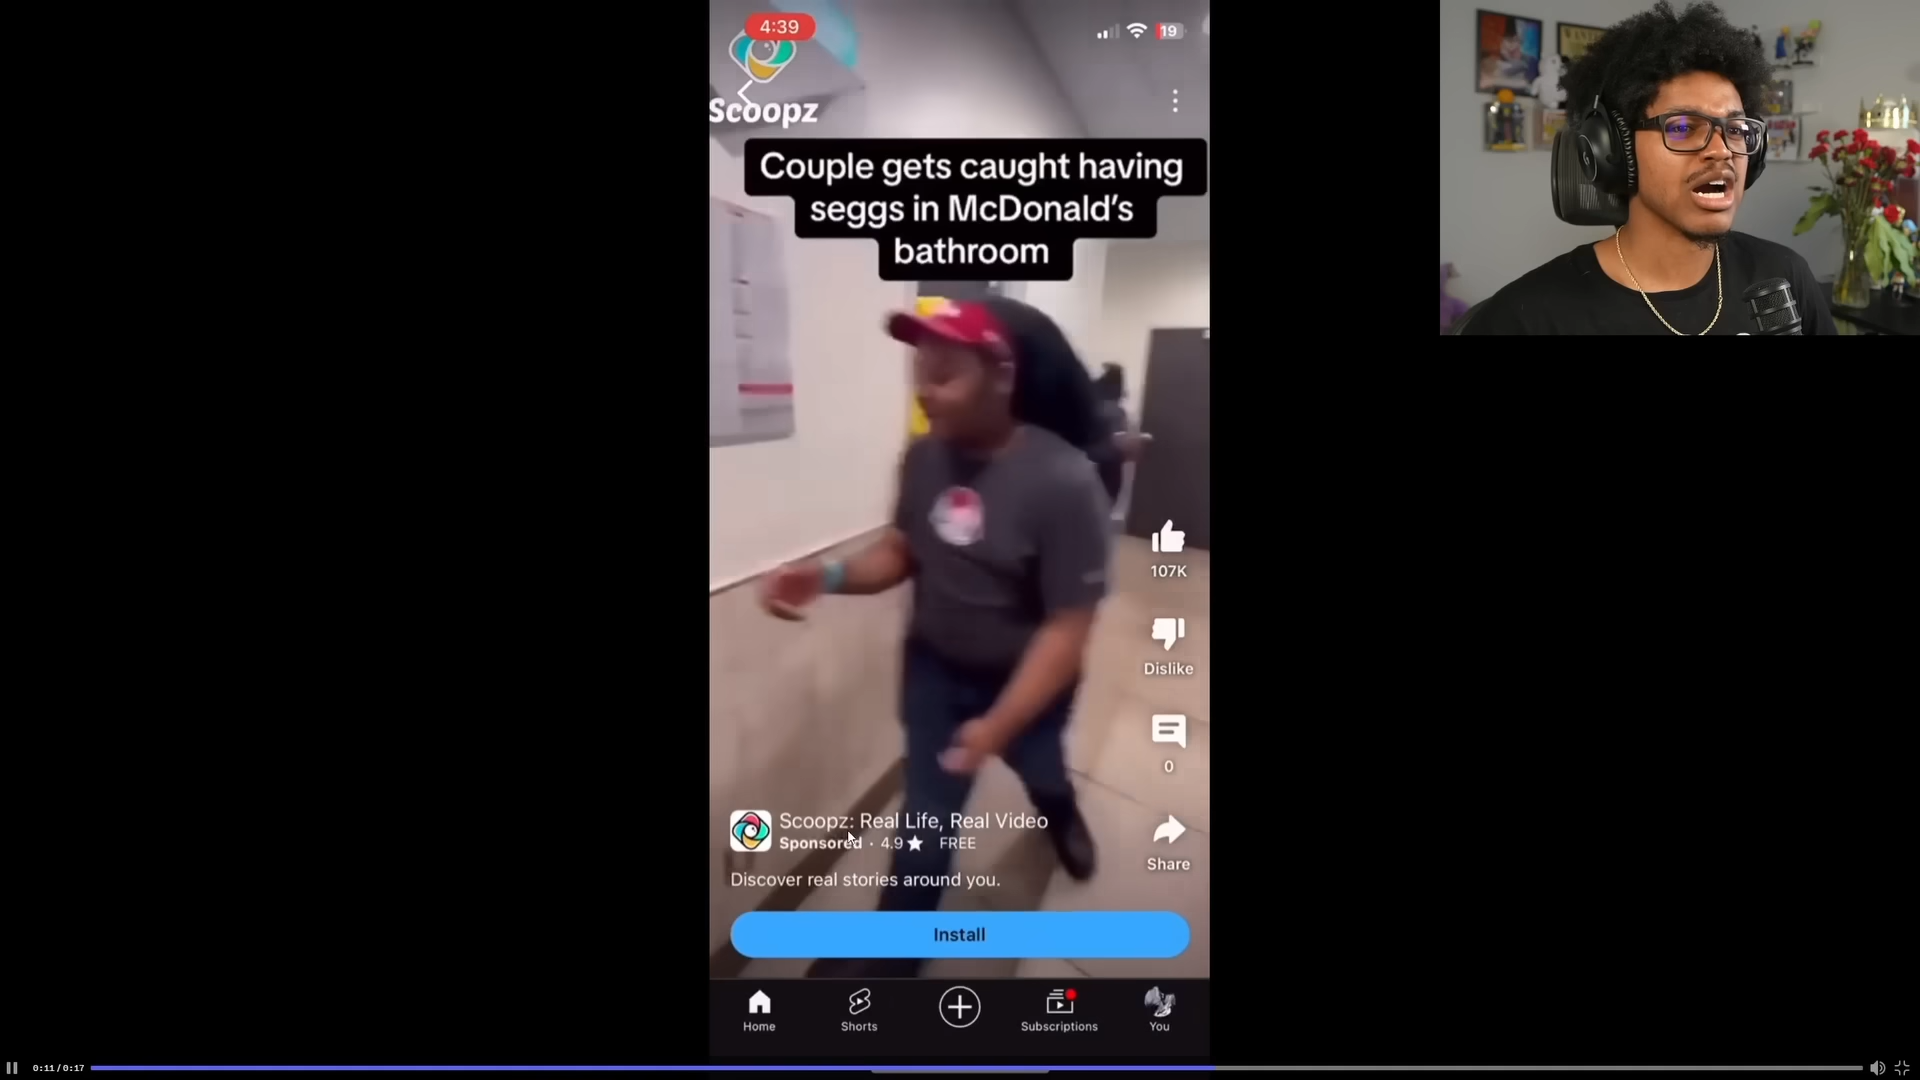 4:39
19
Scoopz
Couple gets caught having
seggs in McDonald's
bathroom
107K
Dislike
0
Share
Scoopz: Real Life, Real Video
Sponsored · 4.9★ FREE
Discover real stories around you.
Install
Home
Shorts
Subscriptions
You
0:11 / 0:17